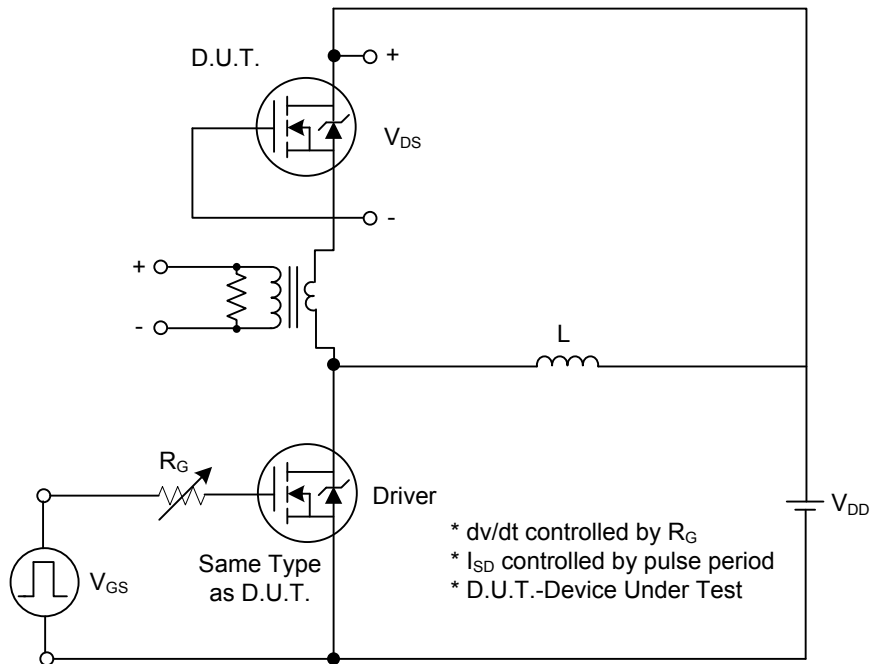 D.U.T.
+
V_DS
-
+
-
L
R_G
Driver
V_DD
* dv/dt controlled by R_G
* I_SD controlled by pulse period
* D.U.T.-Device Under Test
Same Type
as D.U.T.
V_GS